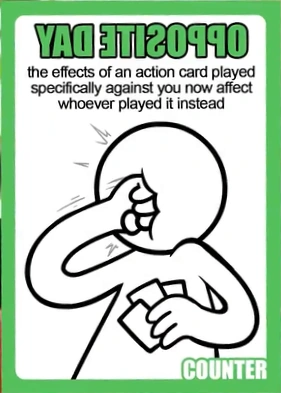 OPPOSITE DAY
the effects of an action card played
specifically against you now affect
whoever played it instead
COUNTER